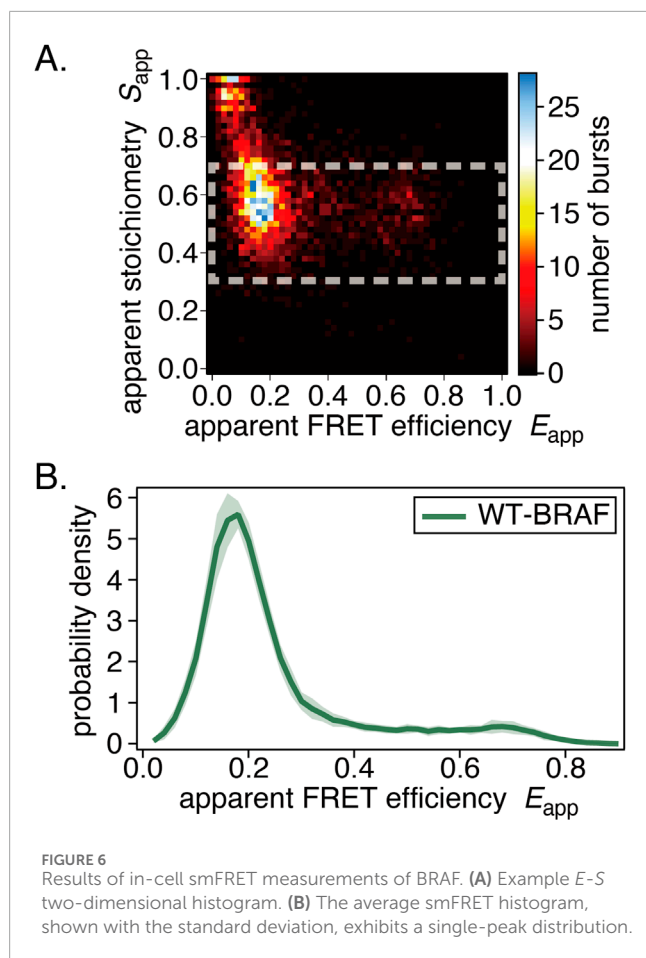 A.
apparent stoichiometry S_app
1.0
0.8
0.6
0.4
0.2
0.0
0.0 0.2 0.4 0.6 0.8 1.0
apparent FRET efficiency E_app
25
20
15
10
5
0
number of bursts
B.
probability density
6
5
4
3
2
1
0
WT-BRAF
0.0 0.2 0.4 0.6 0.8
apparent FRET efficiency E_app
FIGURE 6
Results of in-cell smFRET measurements of BRAF. (A) Example E-S
two-dimensional histogram. (B) The average smFRET histogram,
shown with the standard deviation, exhibits a single-peak distribution.